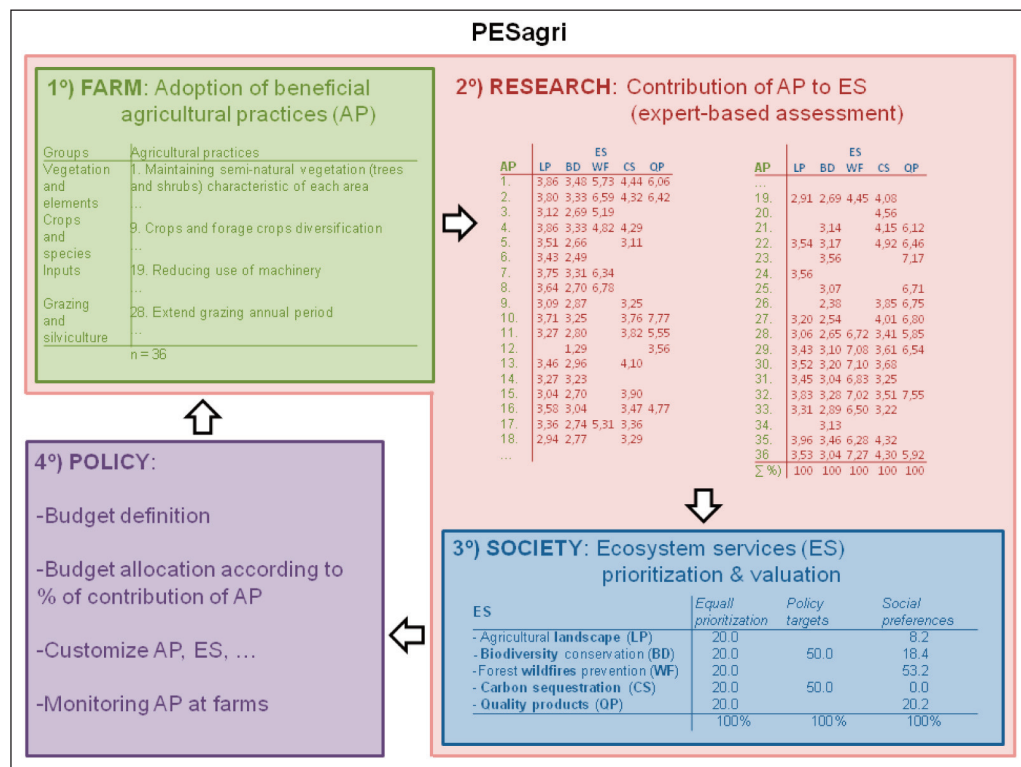 PESagri
1º) FARM: Adoption of beneficial
agricultural practices (AP)
Groups Agricultural practices
Vegetation 1. Maintaining semi-natural vegetation (trees
and and shrubs) characteristic of each area
elements ...
Crops
and 9. Crops and forage crops diversification
species ...
Inputs 19. Reducing use of machinery
...
Grazing
and 28. Extend grazing annual period
silviculture ...
n = 36
2º) RESEARCH: Contribution of AP to ES
(expert-based assessment)
ES
AP LP BD WF CS QP
1. 3,86 3,48 5,73 4,44 6,06
2. 3,80 3,33 6,59 4,32 6,42
3. 3,12 2,69 5,19
4. 3,86 3,33 4,82 4,29
5. 3,51 2,66 3,11
6. 3,43 2,49
7. 3,75 3,31 6,34
8. 3,64 2,70 6,78
9. 3,09 2,87 3,25
10. 3,71 3,25 3,76 7,77
11. 3,27 2,80 3,82 5,55
12. 1,29 3,56
13. 3,46 2,96 4,10
14. 3,27 3,23
15. 3,04 2,70 3,90
16. 3,58 3,04 3,47 4,77
17. 3,36 2,74 5,31 3,36
18. 2,94 2,77 3,29
...
ES
AP LP BD WF CS QP
...
19. 2,91 2,69 4,45 4,08
20. 4,56
21. 3,14 4,15 6,12
22. 3,54 3,17 4,92 6,46
23. 3,56 7,17
24. 3,56
25. 3,07 6,71
26. 2,38 3,85 6,75
27. 3,20 2,54 4,01 6,80
28. 3,06 2,65 6,72 3,41 5,85
29. 3,43 3,10 7,08 3,61 6,54
30. 3,52 3,20 7,10 3,68
31. 3,45 3,04 6,83 3,25
32. 3,83 3,28 7,02 3,51 7,55
33. 3,31 2,89 6,50 3,22
34. 3,13
35. 3,96 3,46 6,28 4,32
36 3,53 3,04 7,27 4,30 5,92
∑ %) 100 100 100 100 100
3º) SOCIETY: Ecosystem services (ES)
prioritization & valuation
Equall Policy Social
ES prioritization targets preferences
- Agricultural landscape (LP) 20.0 8.2
- Biodiversity conservation (BD) 20.0 50.0 18.4
-Forest wildfires prevention (WF) 20.0 53.2
- Carbon sequestration (CS) 20.0 50.0 0.0
- Quality products (QP) 20.0 20.2
100% 100% 100%
4º) POLICY:
-Budget definition
-Budget allocation according to
% of contribution of AP
-Customize AP, ES, ...
-Monitoring AP at farms